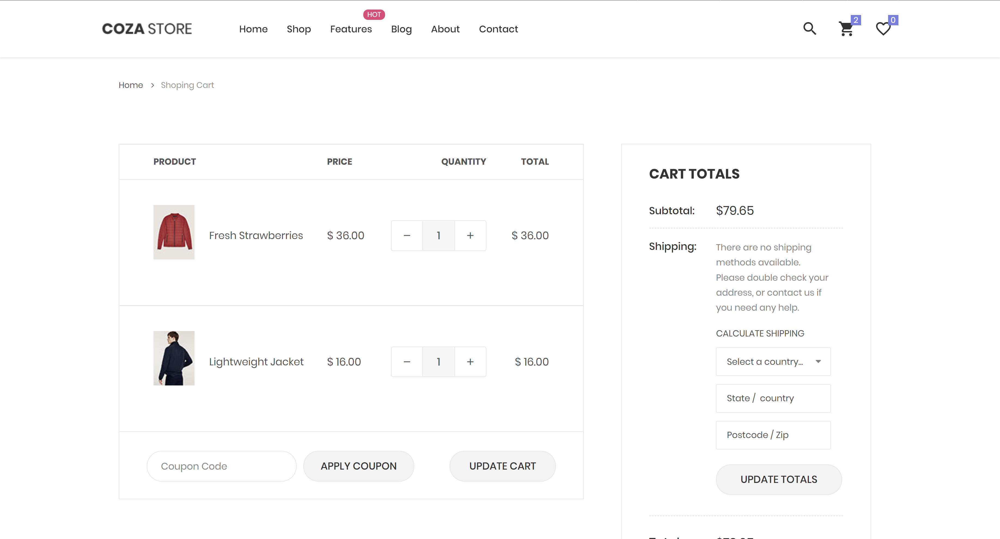 COZA STORE
Home
Shop
Features
HOT
Blog
About
Contact
2
0
Home > Shoping Cart
PRODUCT PRICE QUANTITY TOTAL
Fresh Strawberries $ 36.00 − 1 + $ 36.00
Lightweight Jacket $ 16.00 − 1 + $ 16.00
Coupon Code
APPLY COUPON
UPDATE CART
CART TOTALS
Subtotal: $79.65
Shipping: There are no shipping
methods available.
Please double check your
address, or contact us if
you need any help.
CALCULATE SHIPPING
Select a country...
State / country
Postcode / Zip
UPDATE TOTALS